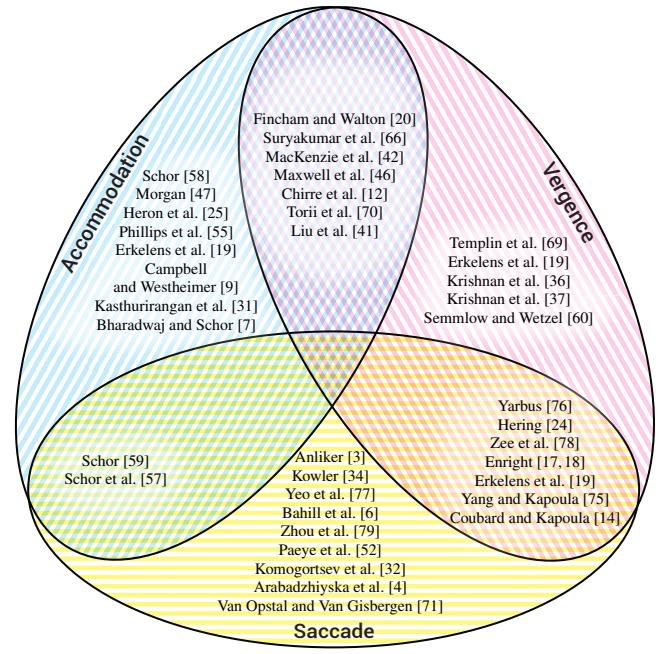 Fincham and Walton [20]
Suryakumar et al. [66]
MacKenzie et al. [42]
Maxwell et al. [46]
Chirre et al. [12]
Torii et al. [70]
Liu et al. [41]
Accommodation
Schor [58]
Morgan [47]
Heron et al. [25]
Phillips et al. [55]
Erkelens et al. [19]
Campbell
and Westheimer [9]
Kasthurirangan et al. [31]
Bharadwaj and Schor [7]
Vergence
Templin et al. [69]
Erkelens et al. [19]
Krishnan et al. [36]
Krishnan et al. [37]
Semmlow and Wetzel [60]
Schor [59]
Schor et al. [57]
Yarbus [76]
Hering [24]
Zee et al. [78]
Enright [17, 18]
Erkelens et al. [19]
Yang and Kapoula [75]
Coubard and Kapoula [14]
Anliker [3]
Kowler [34]
Yeo et al. [77]
Bahill et al. [6]
Zhou et al. [79]
Paeye et al. [52]
Komogortsev et al. [32]
Arabadzhiyska et al. [4]
Van Opstal and Van Gisbergen [71]
Saccade